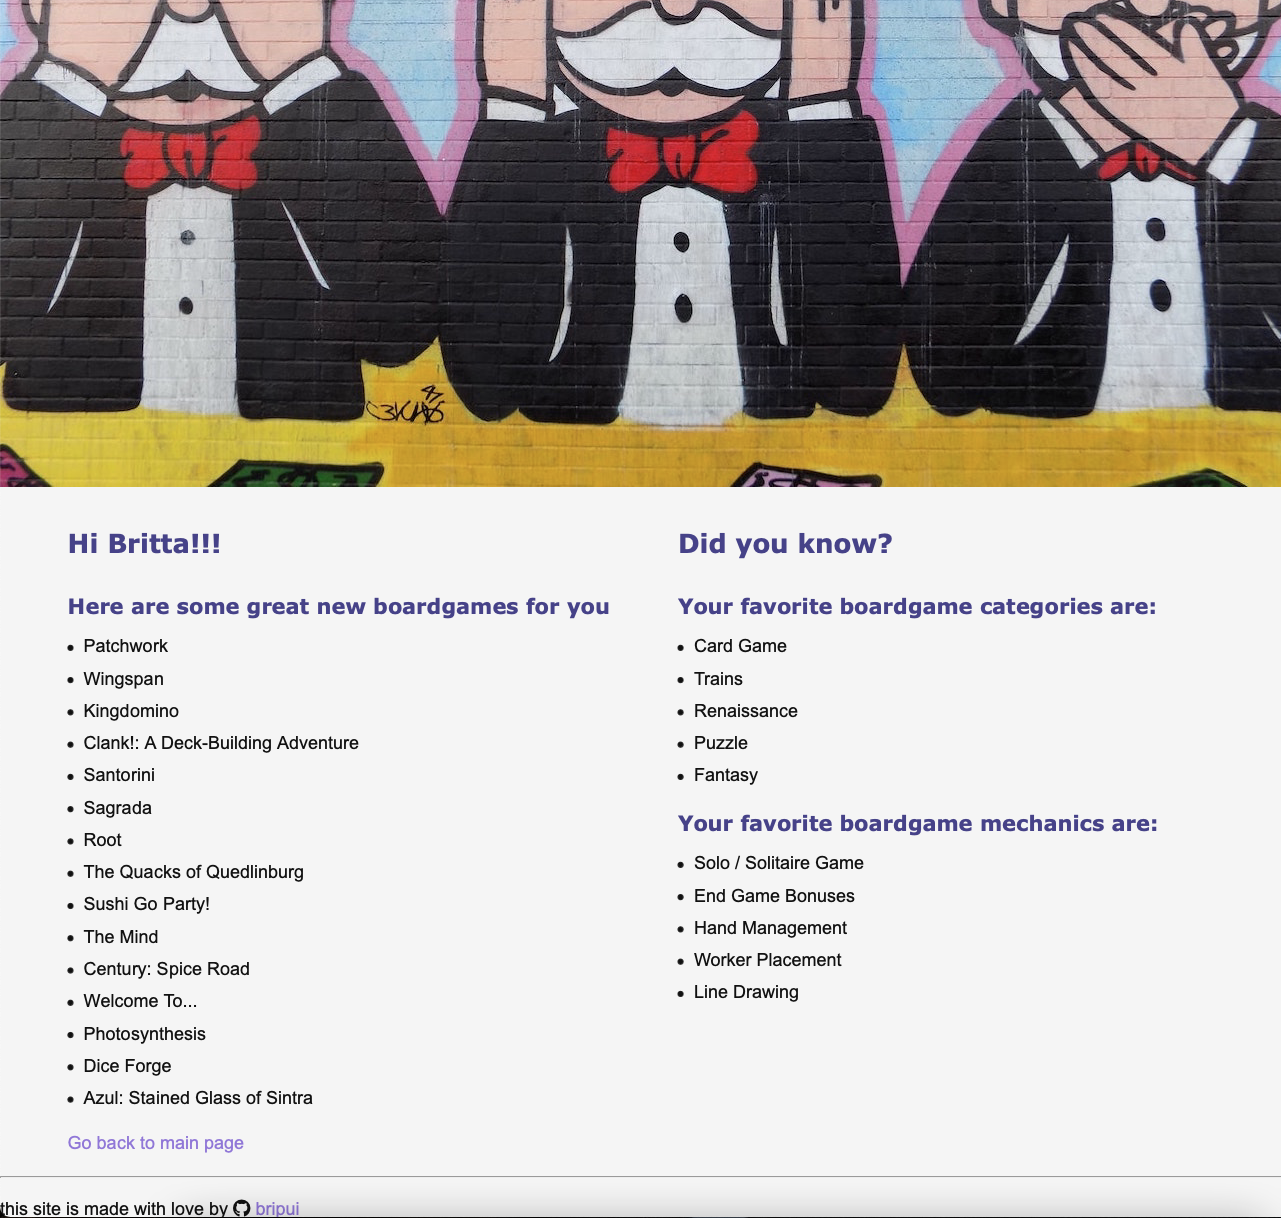 Hi Britta!!!
Here are some great new boardgames for you
Patchwork
Wingspan
Kingdomino
Clank!: A Deck-Building Adventure
Santorini
Sagrada
Root
The Quacks of Quedlinburg
Sushi Go Party!
The Mind
Century: Spice Road
Welcome To...
Photosynthesis
Dice Forge
Azul: Stained Glass of Sintra
Go back to main page
Did you know?
Your favorite boardgame categories are:
Card Game
Trains
Renaissance
Puzzle
Fantasy
Your favorite boardgame mechanics are:
Solo / Solitaire Game
End Game Bonuses
Hand Management
Worker Placement
Line Drawing
this site is made with love by bripui